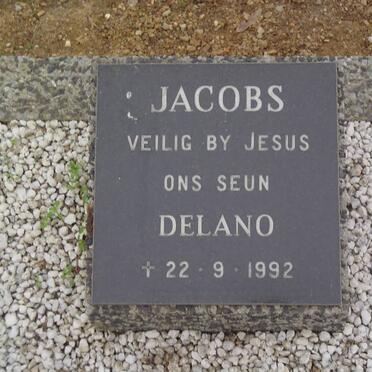 JACOBS
VEILIG BY JESUS
ONS SEUN
DELANO
✝ 22 · 9 · 1992